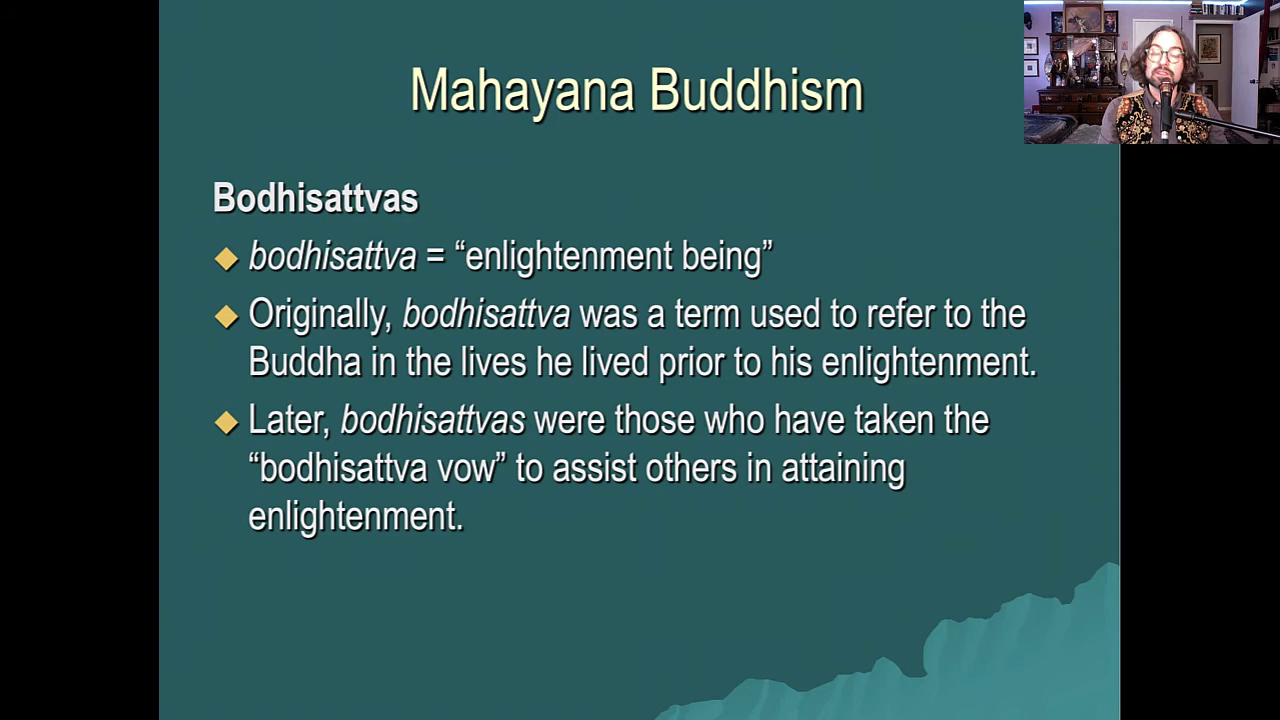 Mahayana Buddhism
Bodhisattvas
bodhisattva = “enlightenment being”
Originally, bodhisattva was a term used to refer to the
Buddha in the lives he lived prior to his enlightenment.
Later, bodhisattvas were those who have taken the
“bodhisattva vow” to assist others in attaining
enlightenment.